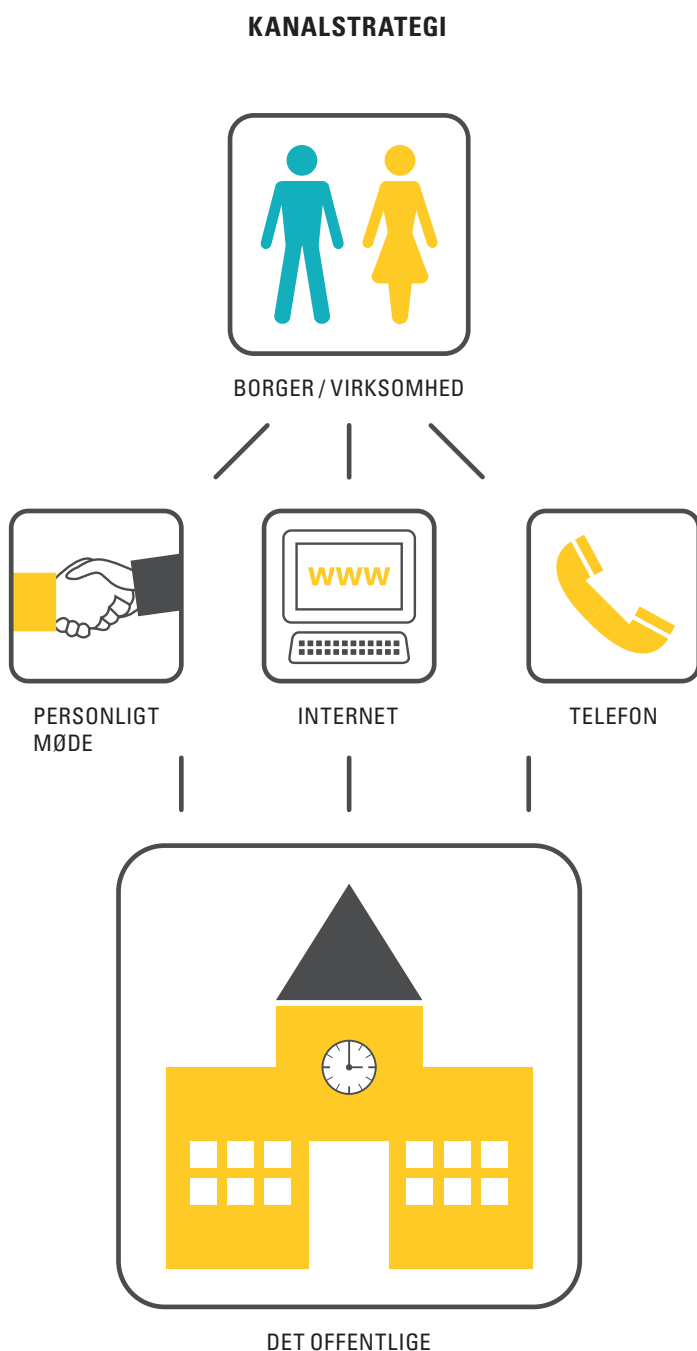 KANALSTRATEGI
BORGER / VIRKSOMHED
www
PERSONLIGT
MØDE
INTERNET
TELEFON
DET OFFENTLIGE